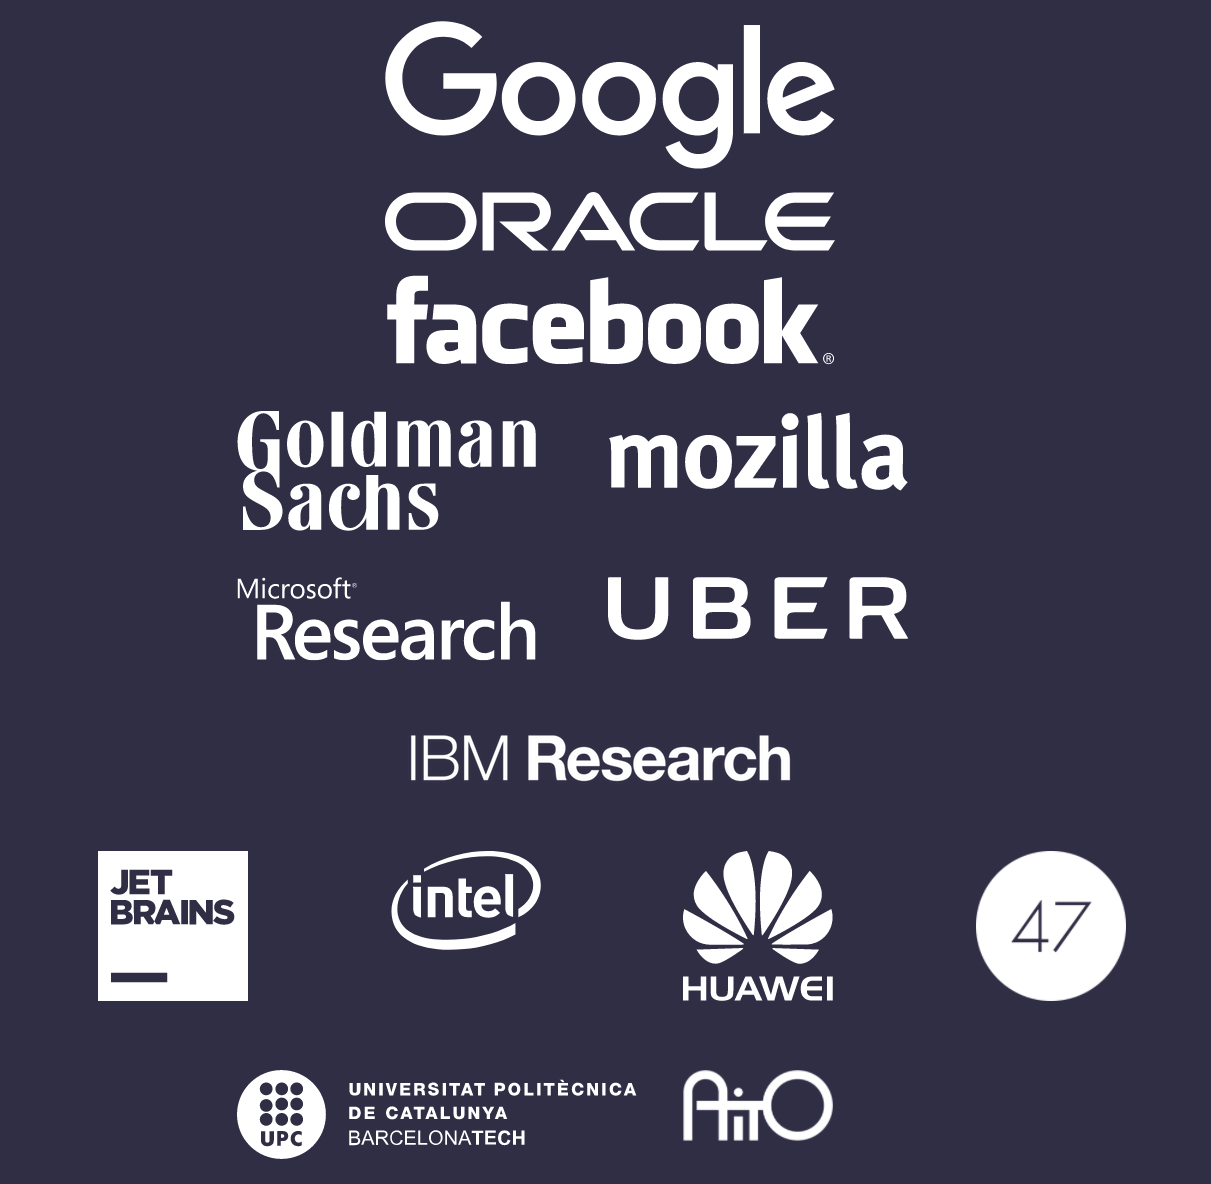 Google
ORACLE
facebook®
Goldman
Sachs
mozilla
Microsoft®
Research
UBER
IBM Research
JET
BRAINS
intel
HUAWEI
47
UPC
UNIVERSITAT POLITÈCNICA
DE CATALUNYA
BARCELONATECH
AiTO